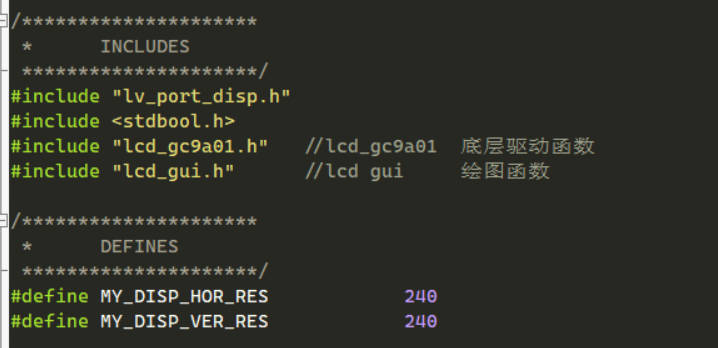 /*********************
 *      INCLUDES
 *********************/
#include "lv_port_disp.h"
#include <stdbool.h>
#include "lcd_gc9a01.h"   //lcd_gc9a01  底层驱动函数
#include "lcd_gui.h"      //lcd gui     绘图函数
/*********************
 *      DEFINES
 *********************/
#define MY_DISP_HOR_RES            240
#define MY_DISP_VER_RES            240